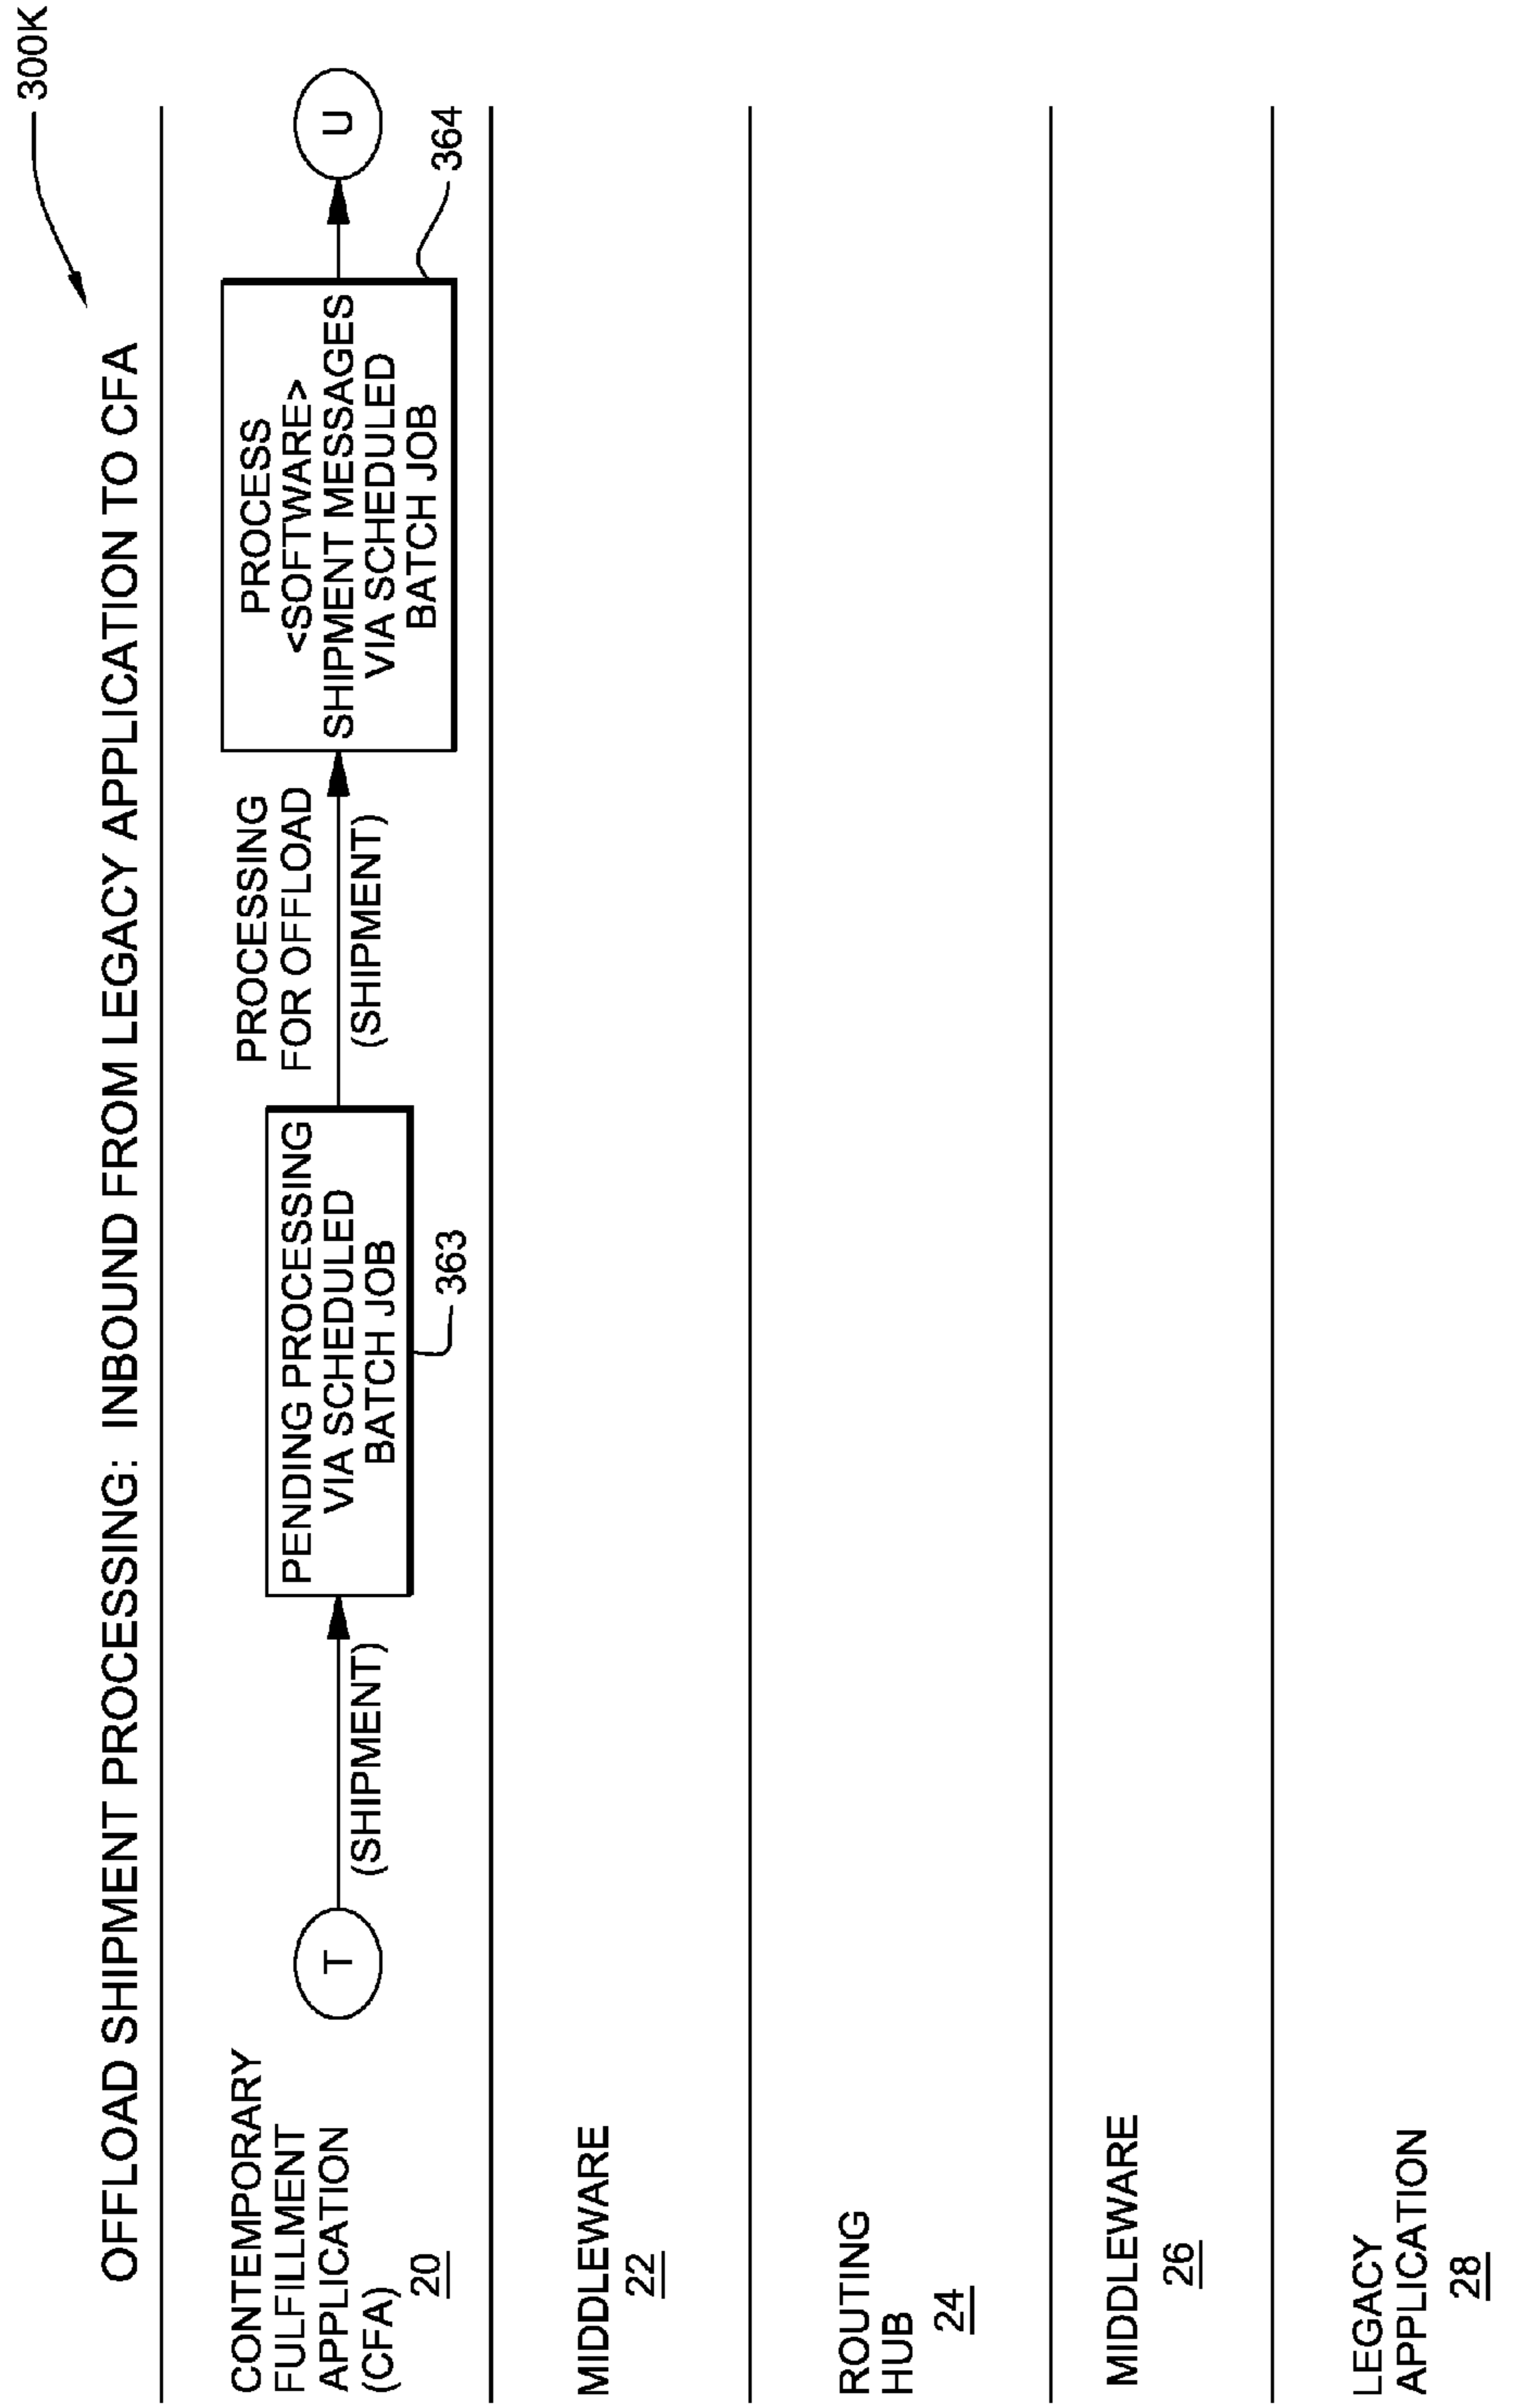 300K
OFFLOAD SHIPMENT PROCESSING: INBOUND FROM LEGACY APPLICATION TO CFA
CONTEMPORARY
FULFILLMENT
APPLICATION
(CFA)
20
T
(SHIPMENT)
PENDING PROCESSING
VIA SCHEDULED
BATCH JOB
363
PROCESSING
FOR OFFLOAD
(SHIPMENT)
PROCESS
<SOFTWARE>
SHIPMENT MESSAGES
VIA SCHEDULED
BATCH JOB
364
U
MIDDLEWARE
22
ROUTING
HUB
24
MIDDLEWARE
26
LEGACY
APPLICATION
28